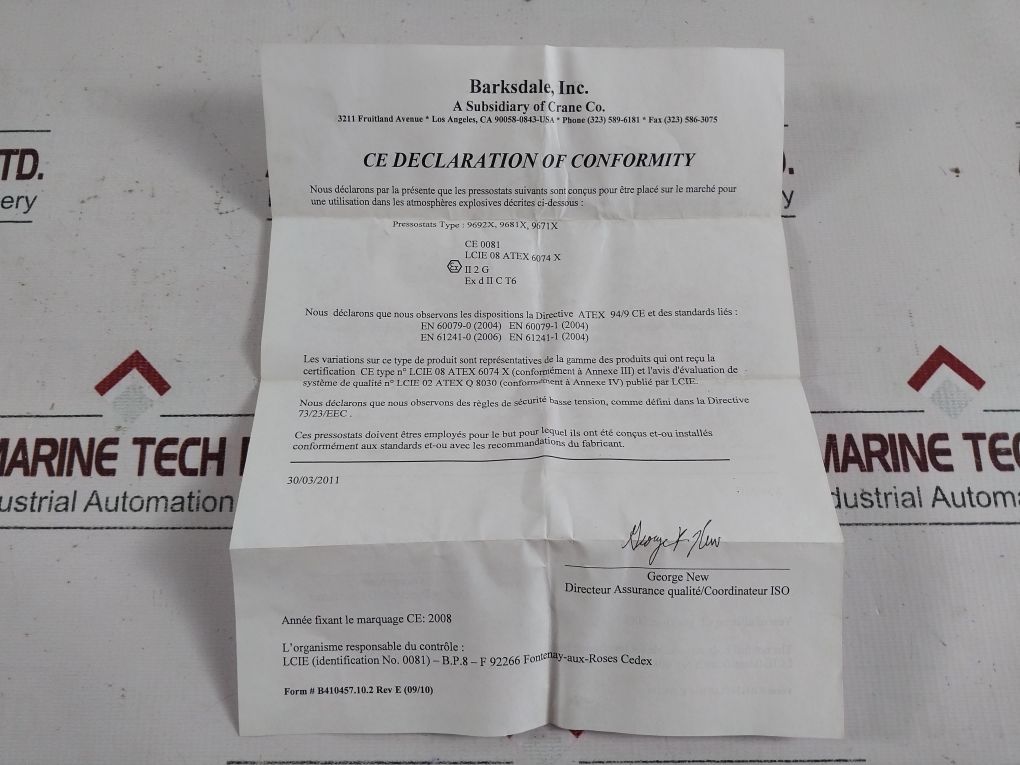 Barksdale, Inc.
A Subsidiary of Crane Co.
3211 Fruitland Avenue * Los Angeles, CA 90058-0843-USA * Phone (323) 589-6181 * Fax (323) 586-3075
CE DECLARATION OF CONFORMITY
Nous déclarons par la présente que les pressostats suivants sont conçus pour être placé sur le marché pour
une utilisation dans les atmosphères explosives décrites ci-dessous :
Pressostats Type : 9692X, 9681X, 9671X
CE 0081
LCIE 08 ATEX 6074 X
Ex II 2 G
Ex d II C T6
Nous déclarons que nous observons les dispositions la Directive ATEX 94/9 CE et des standards liés :
EN 60079-0 (2004) EN 60079-1 (2004)
EN 61241-0 (2006) EN 61241-1 (2004)
Les variations sur ce type de produit sont représentatives de la gamme des produits qui ont reçu la
certification CE type n° LCIE 08 ATEX 6074 X (conformément à Annexe III) et l'avis d'évaluation de
système de qualité n° LCIE 02 ATEX Q 8030 (conformément à Annexe IV) publié par LCIE.
Nous déclarons que nous observons des règles de sécurité basse tension, comme défini dans la Directive
73/23/EEC .
Ces pressostats doivent êtres employés pour le but pour lequel ils ont été conçus et-ou installés
conformément aux standards et-ou avec les recommandations du fabricant.
30/03/2011
George K New
George New
Directeur Assurance qualité/Coordinateur ISO
Année fixant le marquage CE: 2008
L'organisme responsable du contrôle :
LCIE (identification No. 0081) – B.P.8 – F 92266 Fontenay-aux-Roses Cedex
Form # B410457.10.2 Rev E (09/10)
TD.
ery
MARINE TECH
ustrial Automation
MARINE TEC
dustrial Automa